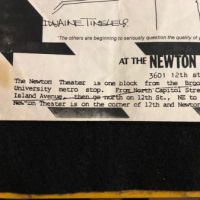 DWAINE TINSLEY
"The others are beginning to seriously question the quality of
AT THE NEWTON
3601 12th st
The Newton Theater is one block from the Broo
University metro stop. From North Capitol Stre
Island Avenue, then go north on 12th St., NE to
Newton Theater is on the corner of 12th and Newton